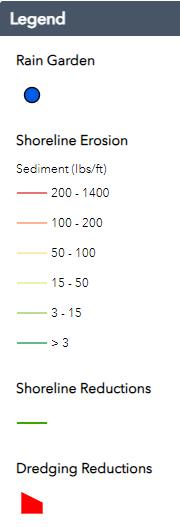 Legend
Rain Garden
Shoreline Erosion
Sediment (lbs/ft)
200 - 1400
100 - 200
50 - 100
15 - 50
3 - 15
> 3
Shoreline Reductions
Dredging Reductions